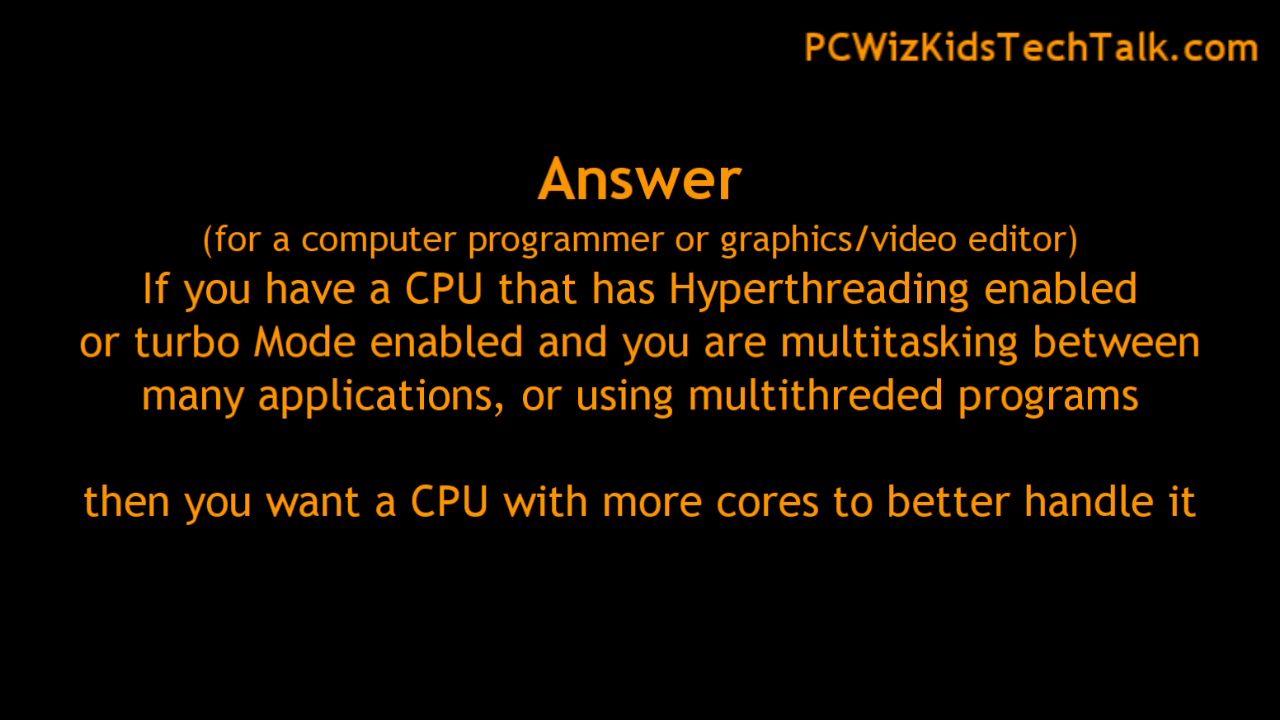 PCWizKidsTechTalk.com
Answer
(for a computer programmer or graphics/video editor)
If you have a CPU that has Hyperthreading enabled
or turbo Mode enabled and you are multitasking between
many applications, or using multithreded programs
then you want a CPU with more cores to better handle it